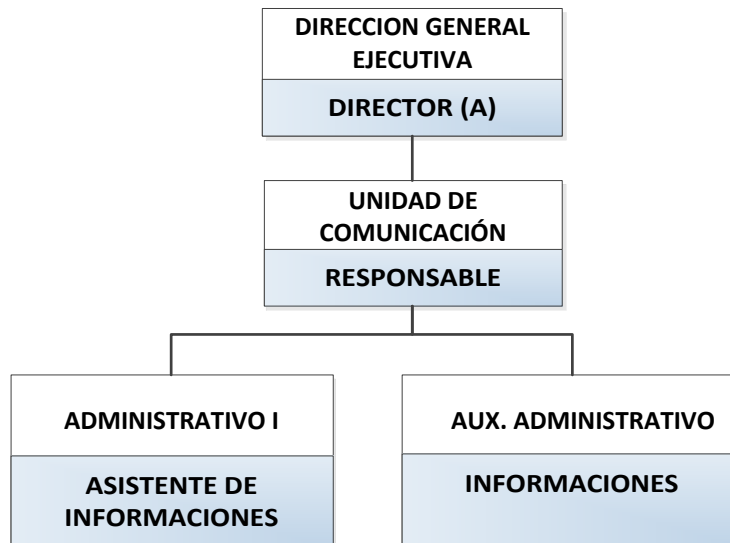 DIRECCION GENERAL
EJECUTIVA
DIRECTOR (A)
UNIDAD DE
COMUNICACIÓN
RESPONSABLE
ADMINISTRATIVO I
ASISTENTE DE
INFORMACIONES
AUX. ADMINISTRATIVO
INFORMACIONES